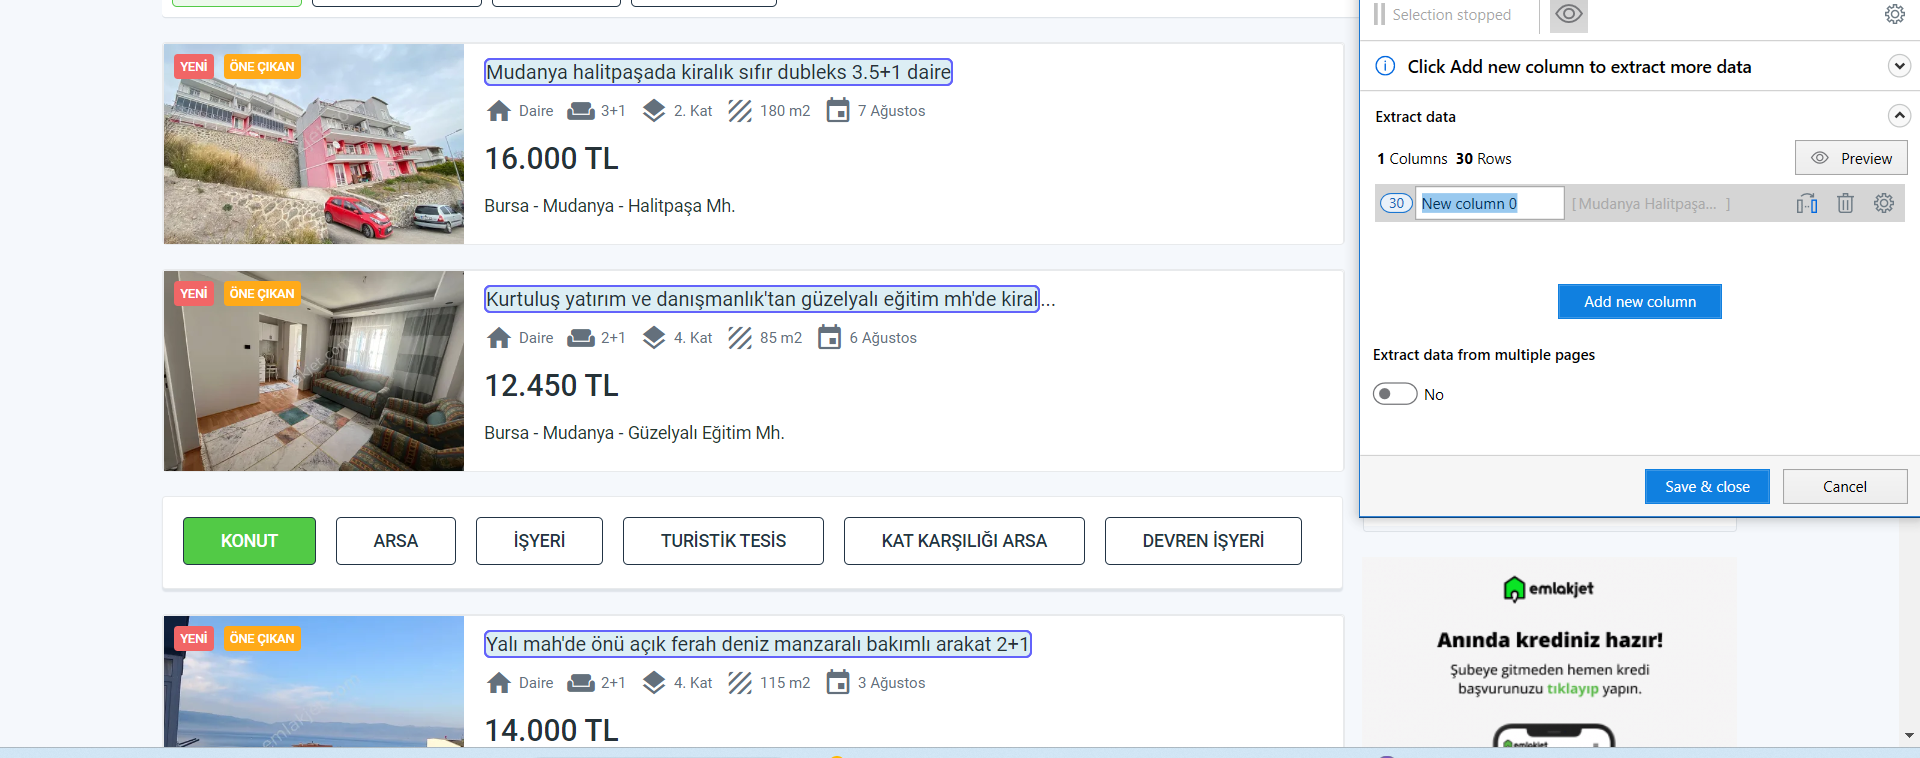 YENİ ÖNE ÇIKAN
Mudanya halitpaşada kiralık sıfır dubleks 3.5+1 daire
Daire 3+1 2. Kat 180 m2 7 Ağustos
16.000 TL
Bursa - Mudanya - Halitpaşa Mh.
YENİ ÖNE ÇIKAN
Kurtuluş yatırım ve danışmanlık'tan güzelyalı eğitim mh'de kiral...
Daire 2+1 4. Kat 85 m2 6 Ağustos
12.450 TL
Bursa - Mudanya - Güzelyalı Eğitim Mh.
KONUT ARSA İŞYERİ TURİSTİK TESİS KAT KARŞILIĞI ARSA DEVREN İŞYERİ
YENİ ÖNE ÇIKAN
Yalı mah'de önü açık ferah deniz manzaralı bakımlı arakat 2+1
Daire 2+1 4. Kat 115 m2 3 Ağustos
14.000 TL
Selection stopped
Click Add new column to extract more data
Extract data
1 Columns 30 Rows
Preview
30 New column 0 [ Mudanya Halitpaşa... ]
Add new column
Extract data from multiple pages
No
Save & close Cancel
emlakjet
Anında krediniz hazır!
Şubeye gitmeden hemen kredi
başvurunuzu tıklayıp yapın.
emlakjet